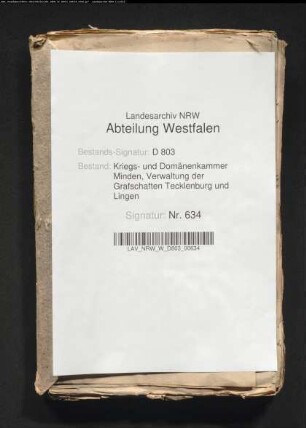 Landesarchiv NRW
Abteilung Westfalen
Bestands-Signatur: D 803
Bestand: Kriegs- und Domänenkammer
Minden, Verwaltung der
Grafschaften Tecklenburg und
Lingen
Signatur: Nr. 634
LAV_NRW_W_D803_00634